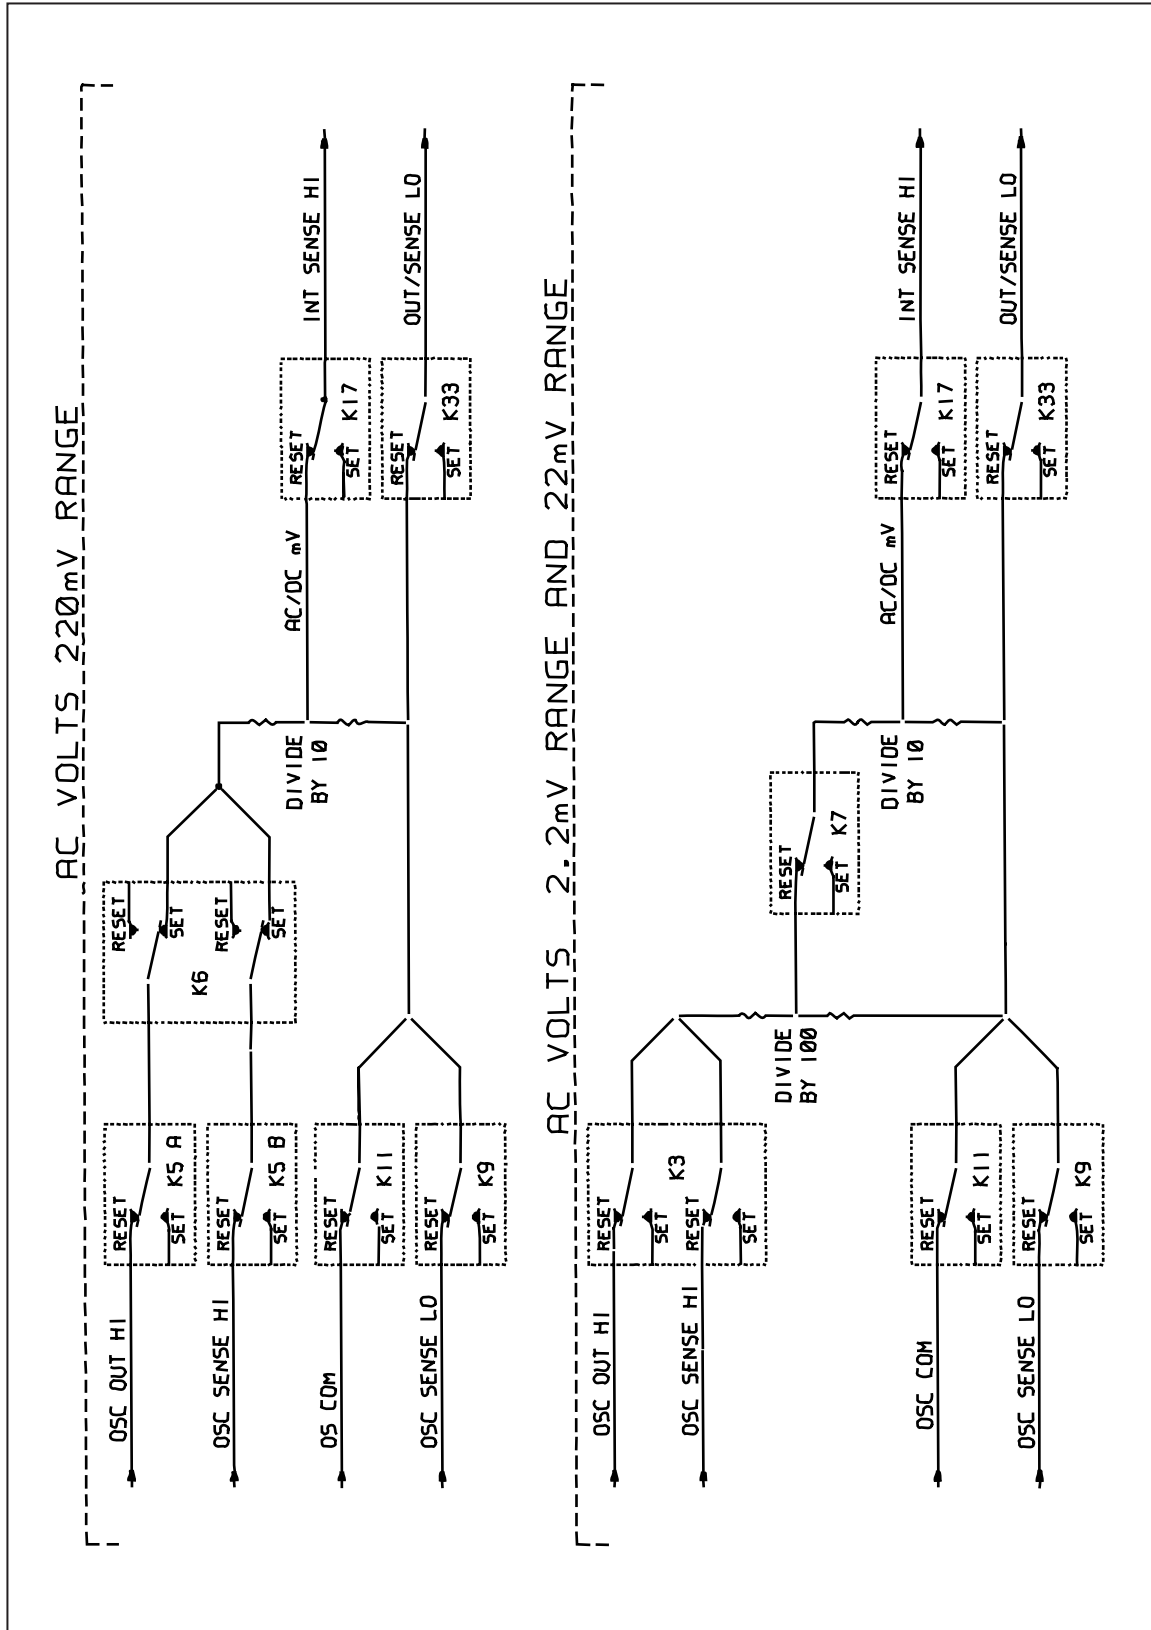 AC VOLTS 220mV RANGE
OSC OUT HI
RESET
SET
K5 A
RESET
SET
K6
RESET
SET
OSC SENSE HI
RESET
SET
K5 B
DIVIDE
BY 10
AC/DC mV
RESET
SET
K17
INT SENSE HI
OS COM
RESET
SET
K11
OSC SENSE LO
RESET
SET
K9
RESET
SET
K33
OUT/SENSE LO
AC VOLTS 2.2mV RANGE AND 22mV RANGE
OSC OUT HI
RESET
SET
K3
OSC SENSE HI
RESET
SET
DIVIDE
BY 100
RESET
SET
K7
DIVIDE
BY 10
AC/DC mV
RESET
SET
K17
INT SENSE HI
OSC COM
RESET
SET
K11
OSC SENSE LO
RESET
SET
K9
RESET
SET
K33
OUT/SENSE LO